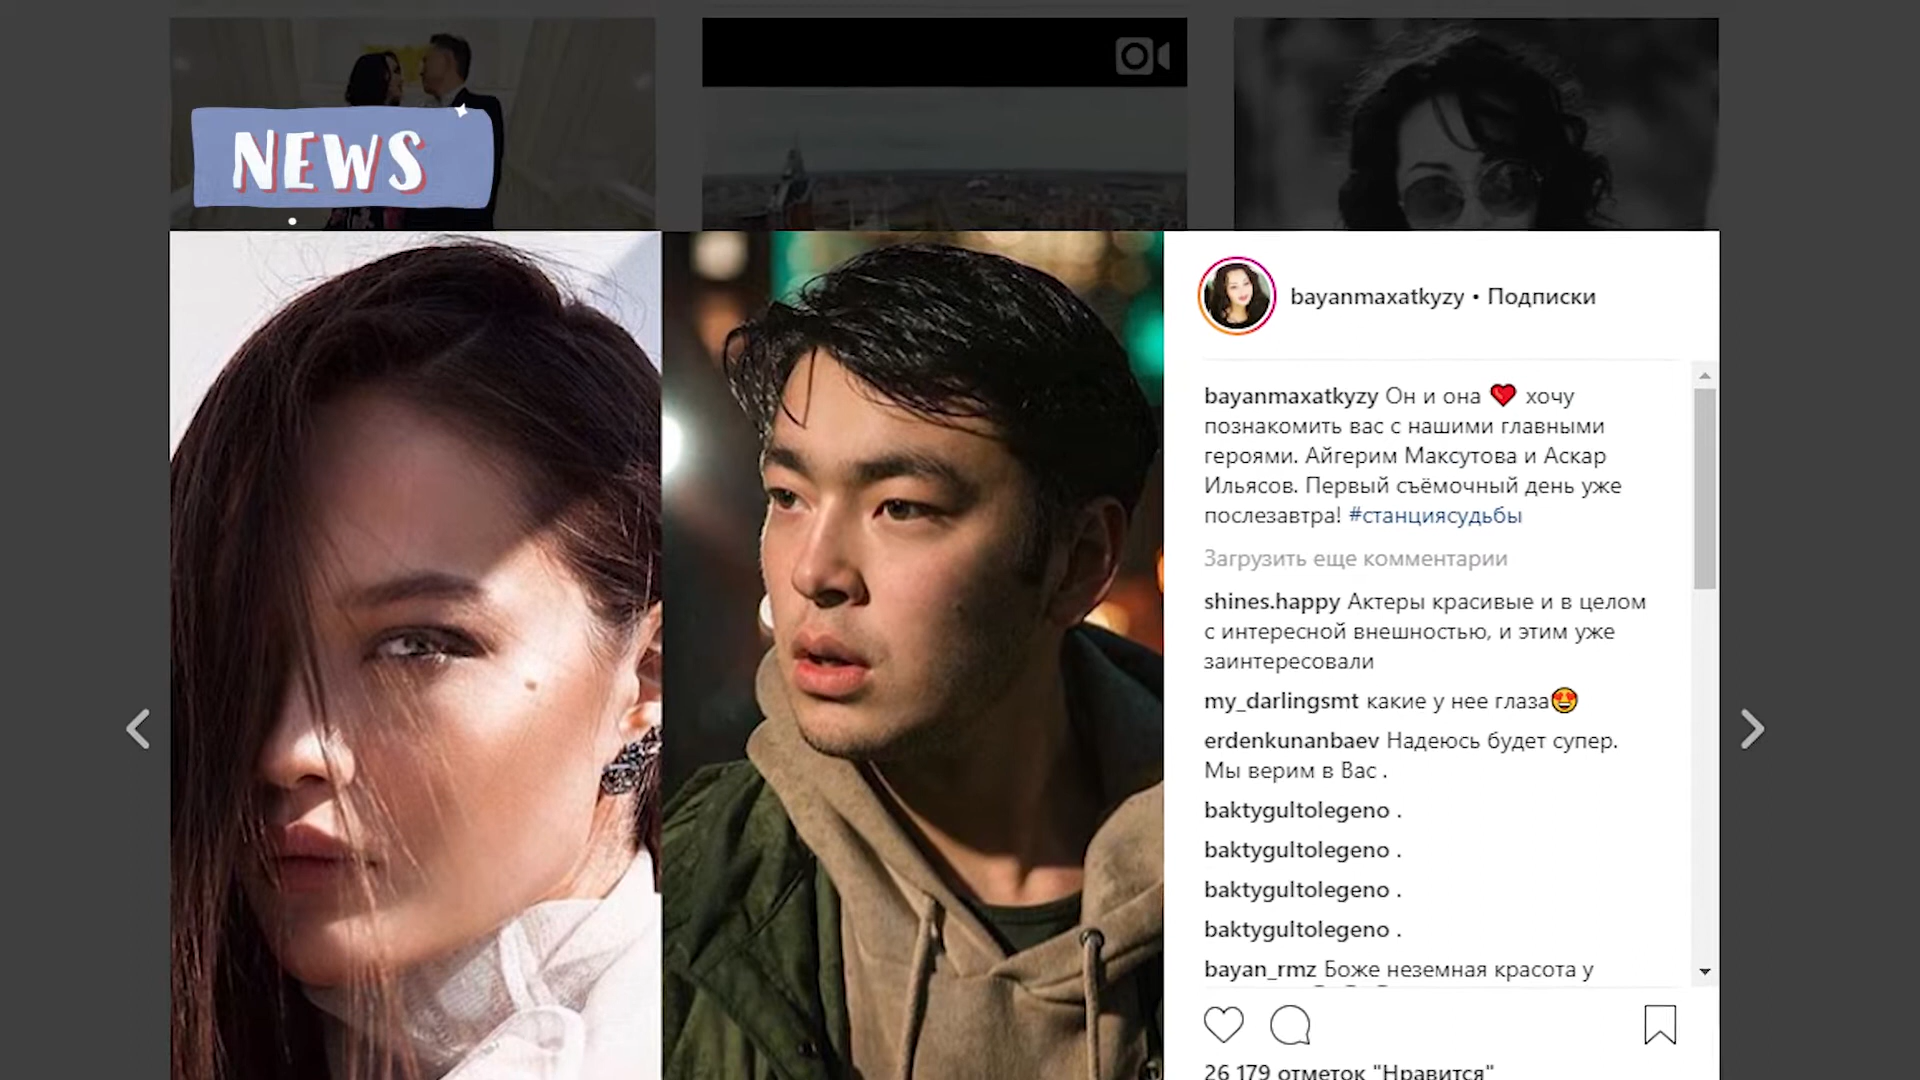 NEWS
bayanmaxatkyzy • Подписки
bayanmaxatkyzy Он и она ❤ хочу
познакомить вас с нашими главными
героями. Айгерим Максутова и Аскар
Ильясов. Первый съёмочный день уже
послезавтра! #станциясудьбы
Загрузить еще комментарии
shines.happy Актеры красивые и в целом
с интересной внешностью, и этим уже
заинтересовали
my_darlingsmt какие у нее глаза😍
erdenkunanbaev Надеюсь будет супер.
Мы верим в Вас .
baktygultolegeno .
baktygultolegeno .
baktygultolegeno .
baktygultolegeno .
bayan_rmz Боже неземная красота у
26 179 отметок "Нравится"